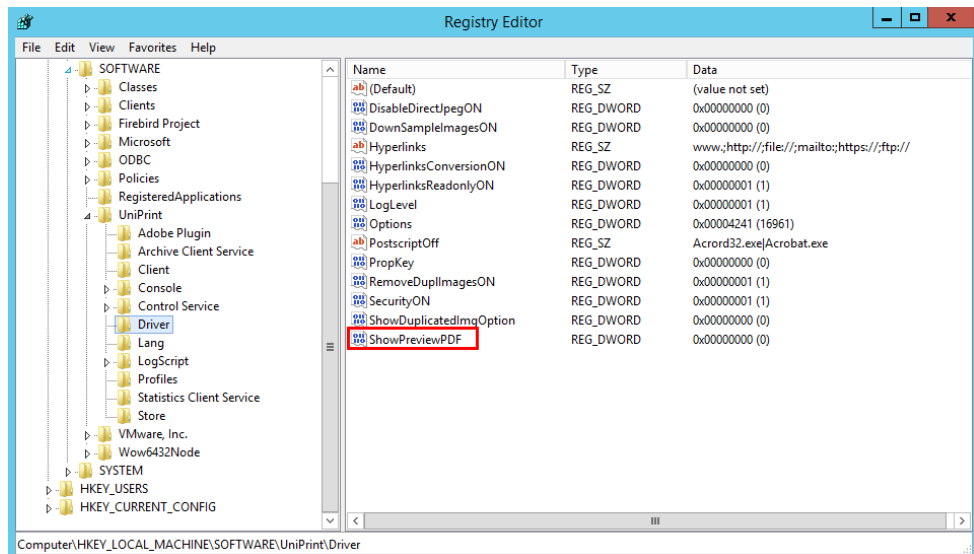 Registry Editor
x
File Edit View Favorites Help
SOFTWARE
Classes
Clients
Firebird Project
Microsoft
ODBC
Policies
RegisteredApplications
UniPrint
Adobe Plugin
Archive Client Service
Client
Console
Control Service
Driver
Lang
LogScript
Profiles
Statistics Client Service
Store
VMware, Inc.
Wow6432Node
SYSTEM
HKEY_USERS
HKEY_CURRENT_CONFIG
Name Type Data
ab (Default) REG_SZ (value not set)
DisableDirectJpegON REG_DWORD 0x00000000 (0)
DownSampleImagesON REG_DWORD 0x00000000 (0)
ab Hyperlinks REG_SZ www.;http://;file://;mailto:;https://;ftp://
HyperlinksConversionON REG_DWORD 0x00000000 (0)
HyperlinksReadonlyON REG_DWORD 0x00000001 (1)
LogLevel REG_DWORD 0x00000001 (1)
Options REG_DWORD 0x00004241 (16961)
ab PostscriptOff REG_SZ Acrord32.exe|Acrobat.exe
PropKey REG_DWORD 0x00000000 (0)
RemoveDuplImagesON REG_DWORD 0x00000001 (1)
SecurityON REG_DWORD 0x00000001 (1)
ShowDuplicatedImgOption REG_DWORD 0x00000000 (0)
ShowPreviewPDF REG_DWORD 0x00000000 (0)
Computer\HKEY_LOCAL_MACHINE\SOFTWARE\UniPrint\Driver